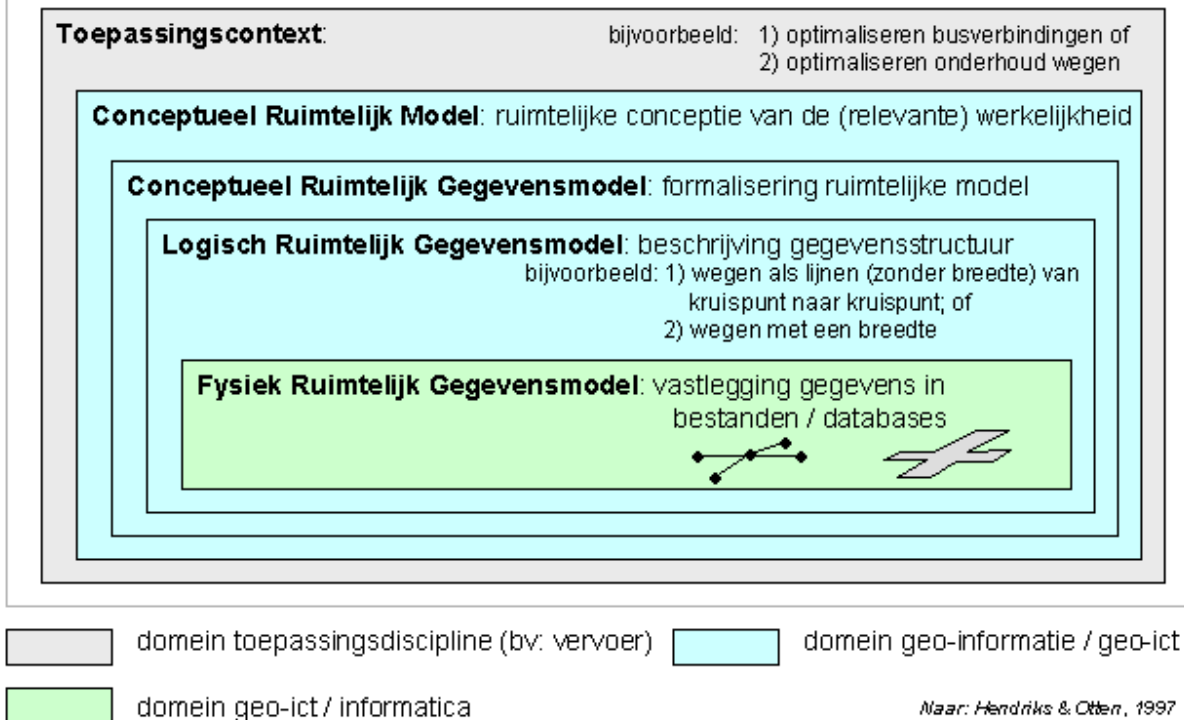 Toepassingscontext: bijvoorbeeld: 1) optimaliseren busverbindingen of
2) optimaliseren onderhoud wegen
Conceptueel Ruimtelijk Model: ruimtelijke conceptie van de (relevante) werkelijkheid
Conceptueel Ruimtelijk Gegevensmodel: formalisering ruimtelijke model
Logisch Ruimtelijk Gegevensmodel: beschrijving gegevensstructuur
bijvoorbeeld: 1) wegen als lijnen (zonder breedte) van
kruispunt naar kruispunt; of
2) wegen met een breedte
Fysiek Ruimtelijk Gegevensmodel: vastlegging gegevens in
bestanden / databases
domein toepassingsdiscipline (bv: vervoer)
domein geo-informatie / geo-ict
domein geo-ict / informatica
Naar: Hendriks & Otten, 1997